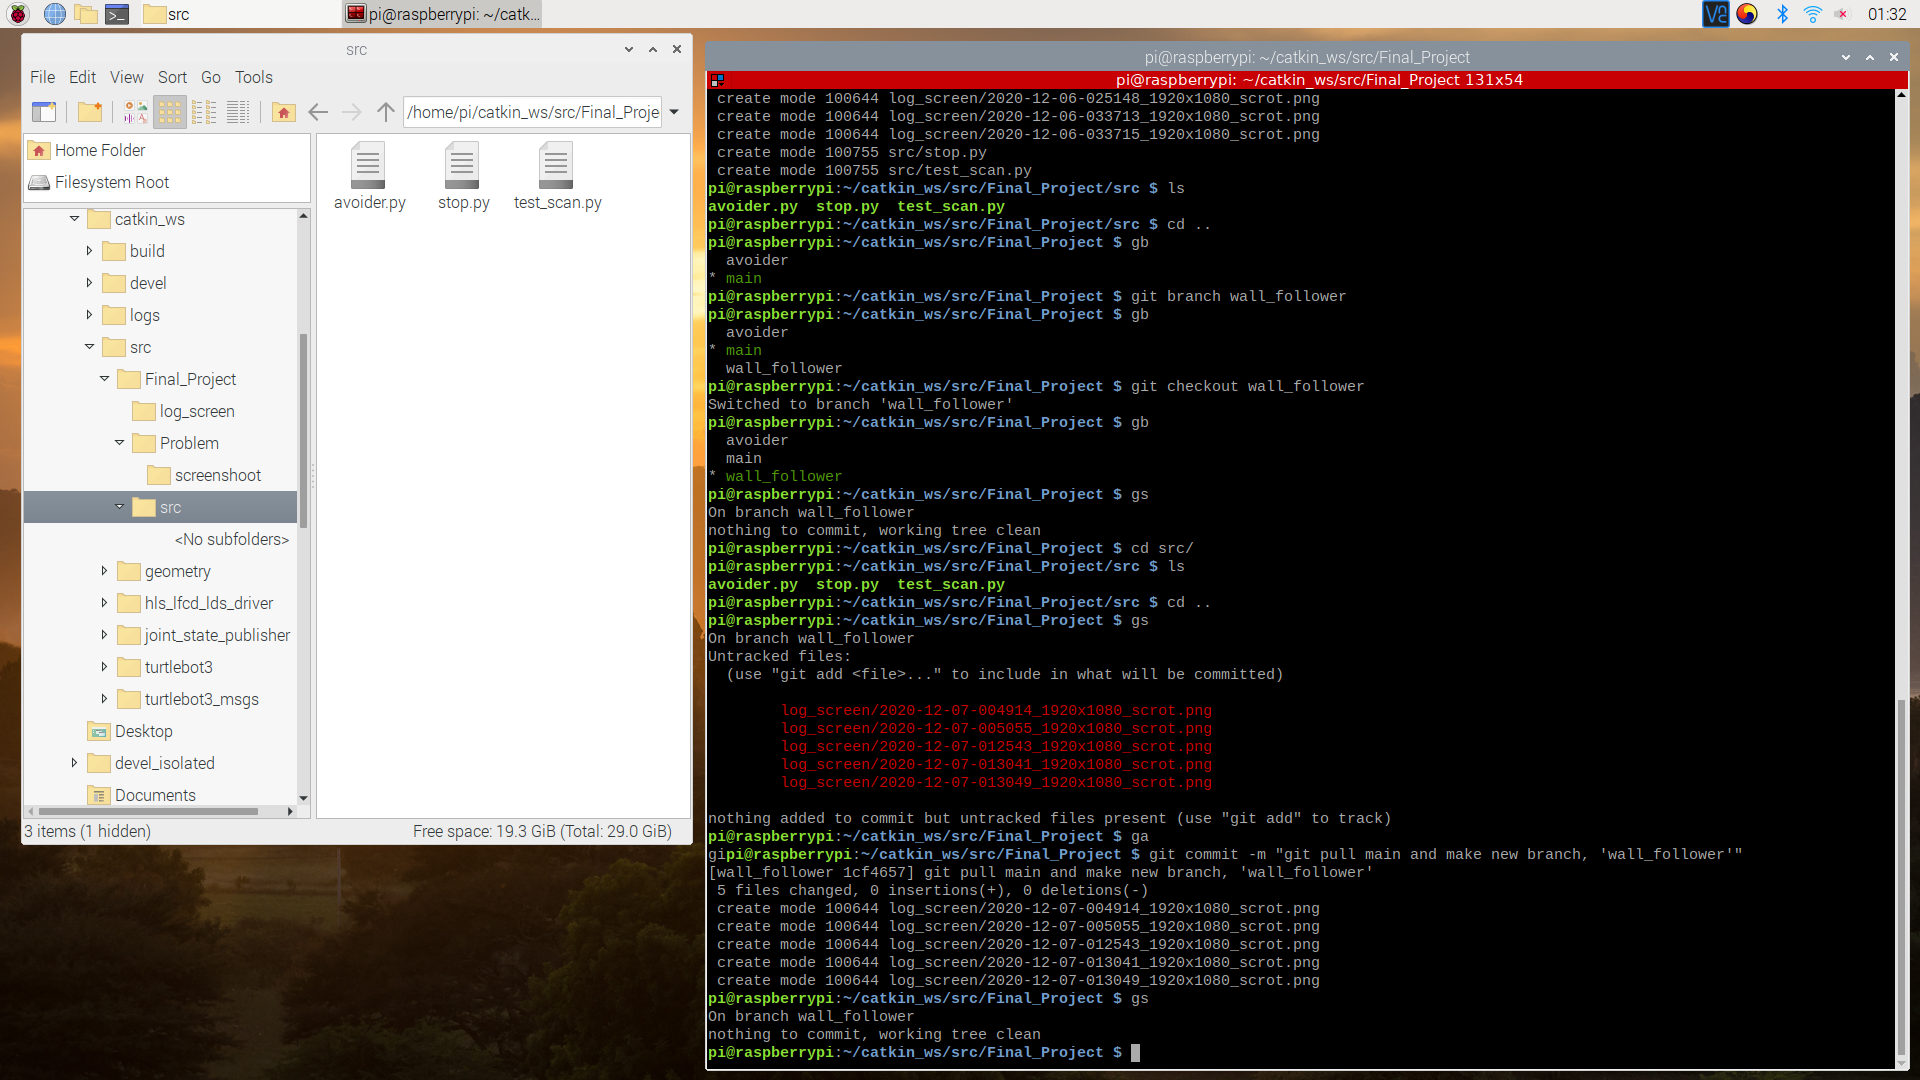 src
pi@raspberrypi: ~/catk...
01:32
src
File Edit View Sort Go Tools
/home/pi/catkin_ws/src/Final_Proje
Home Folder
Filesystem Root
catkin_ws
build
devel
logs
src
Final_Project
log_screen
Problem
screenshoot
src
<No subfolders>
geometry
hls_lfcd_lds_driver
joint_state_publisher
turtlebot3
turtlebot3_msgs
Desktop
devel_isolated
Documents
avoider.py stop.py test_scan.py
3 items (1 hidden)
Free space: 19.3 GiB (Total: 29.0 GiB)
pi@raspberrypi: ~/catkin_ws/src/Final_Project
pi@raspberrypi: ~/catkin_ws/src/Final_Project 131x54
create mode 100644 log_screen/2020-12-06-025148_1920x1080_scrot.png
create mode 100644 log_screen/2020-12-06-033713_1920x1080_scrot.png
create mode 100644 log_screen/2020-12-06-033715_1920x1080_scrot.png
create mode 100755 src/stop.py
create mode 100755 src/test_scan.py
pi@raspberrypi:~/catkin_ws/src/Final_Project/src $ ls
avoider.py  stop.py  test_scan.py
pi@raspberrypi:~/catkin_ws/src/Final_Project/src $ cd ..
pi@raspberrypi:~/catkin_ws/src/Final_Project $ gb
avoider
* main
pi@raspberrypi:~/catkin_ws/src/Final_Project $ git branch wall_follower
pi@raspberrypi:~/catkin_ws/src/Final_Project $ gb
avoider
* main
wall_follower
pi@raspberrypi:~/catkin_ws/src/Final_Project $ git checkout wall_follower
Switched to branch 'wall_follower'
pi@raspberrypi:~/catkin_ws/src/Final_Project $ gb
avoider
main
* wall_follower
pi@raspberrypi:~/catkin_ws/src/Final_Project $ gs
On branch wall_follower
nothing to commit, working tree clean
pi@raspberrypi:~/catkin_ws/src/Final_Project $ cd src/
pi@raspberrypi:~/catkin_ws/src/Final_Project/src $ ls
avoider.py  stop.py  test_scan.py
pi@raspberrypi:~/catkin_ws/src/Final_Project/src $ cd ..
pi@raspberrypi:~/catkin_ws/src/Final_Project $ gs
On branch wall_follower
Untracked files:
(use "git add <file>..." to include in what will be committed)
log_screen/2020-12-07-004914_1920x1080_scrot.png
log_screen/2020-12-07-005055_1920x1080_scrot.png
log_screen/2020-12-07-012543_1920x1080_scrot.png
log_screen/2020-12-07-013041_1920x1080_scrot.png
log_screen/2020-12-07-013049_1920x1080_scrot.png
nothing added to commit but untracked files present (use "git add" to track)
pi@raspberrypi:~/catkin_ws/src/Final_Project $ ga
gipi@raspberrypi:~/catkin_ws/src/Final_Project $ git commit -m "git pull main and make new branch, 'wall_follower'"
[wall_follower 1cf4657] git pull main and make new branch, 'wall_follower'
5 files changed, 0 insertions(+), 0 deletions(-)
create mode 100644 log_screen/2020-12-07-004914_1920x1080_scrot.png
create mode 100644 log_screen/2020-12-07-005055_1920x1080_scrot.png
create mode 100644 log_screen/2020-12-07-012543_1920x1080_scrot.png
create mode 100644 log_screen/2020-12-07-013041_1920x1080_scrot.png
create mode 100644 log_screen/2020-12-07-013049_1920x1080_scrot.png
pi@raspberrypi:~/catkin_ws/src/Final_Project $ gs
On branch wall_follower
nothing to commit, working tree clean
pi@raspberrypi:~/catkin_ws/src/Final_Project $